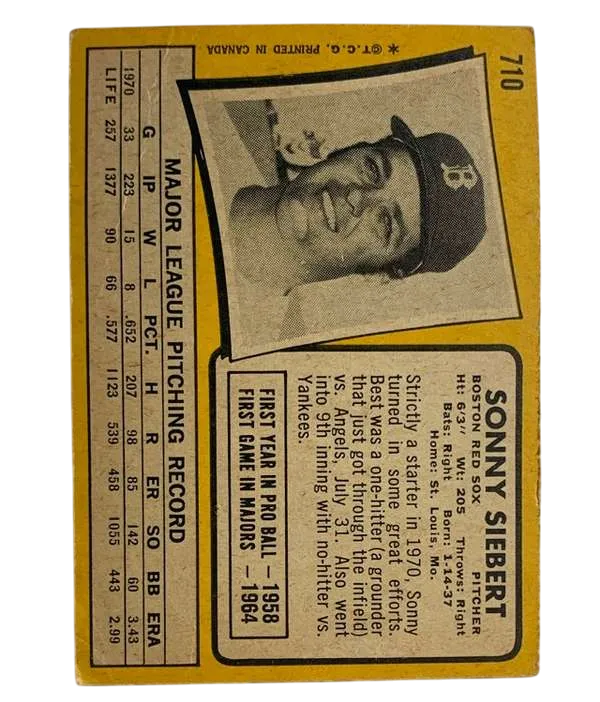 710
* ©T.C.G. PRINTED IN CANADA
B
SONNY SIEBERT
BOSTON RED SOX PITCHER
Ht: 6'3" Wt: 205 Throws: Right
Bats: Right Born: 1-14-37
Home: St. Louis, Mo.
Strictly a starter in 1970, Sonny
turned in some great efforts.
Best was a one-hitter (a grounder
that just got through the infield)
vs. Angels, July 31. Also went
into 9th inning with no-hitter vs.
Yankees.
FIRST YEAR IN PRO BALL — 1958
FIRST GAME IN MAJORS — 1964
MAJOR LEAGUE PITCHING RECORD
G IP W L PCT. H R ER SO BB ERA
1970 33 223 15 8 .652 207 98 85 142 60 3.43
LIFE 257 1377 90 66 .577 1123 539 458 1055 443 2.99